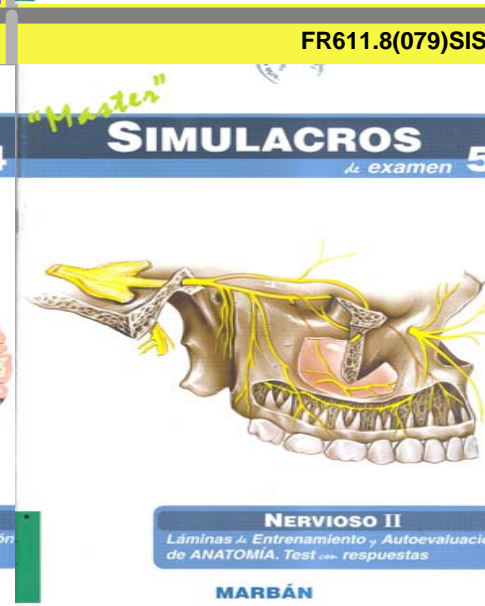 FR611.8(079)SIS
"Master"
SIMULACROS
de examen 5
NERVIOSO II
Láminas de Entrenamiento y Autoevaluació
de ANATOMÍA. Test con respuestas
MARBÁN